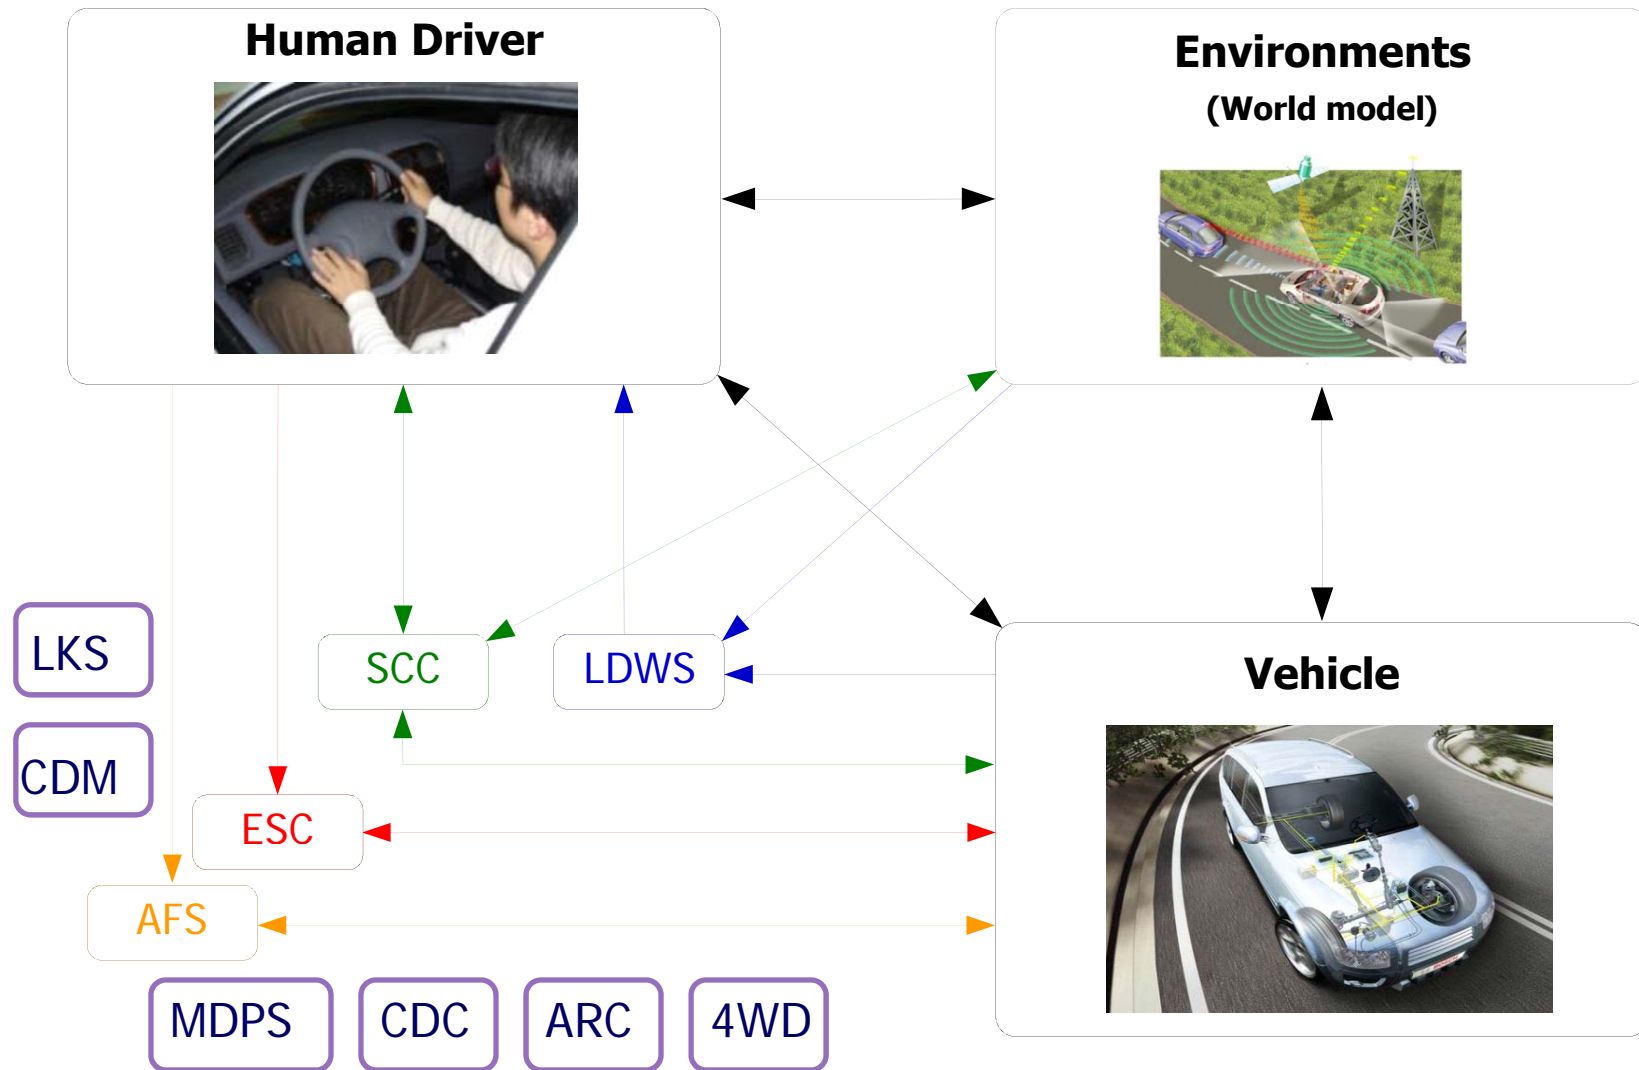 Human Driver
Environments
(World model)
LKS
SCC
LDWS
Vehicle
CDM
ESC
AFS
MDPS
CDC
ARC
4WD